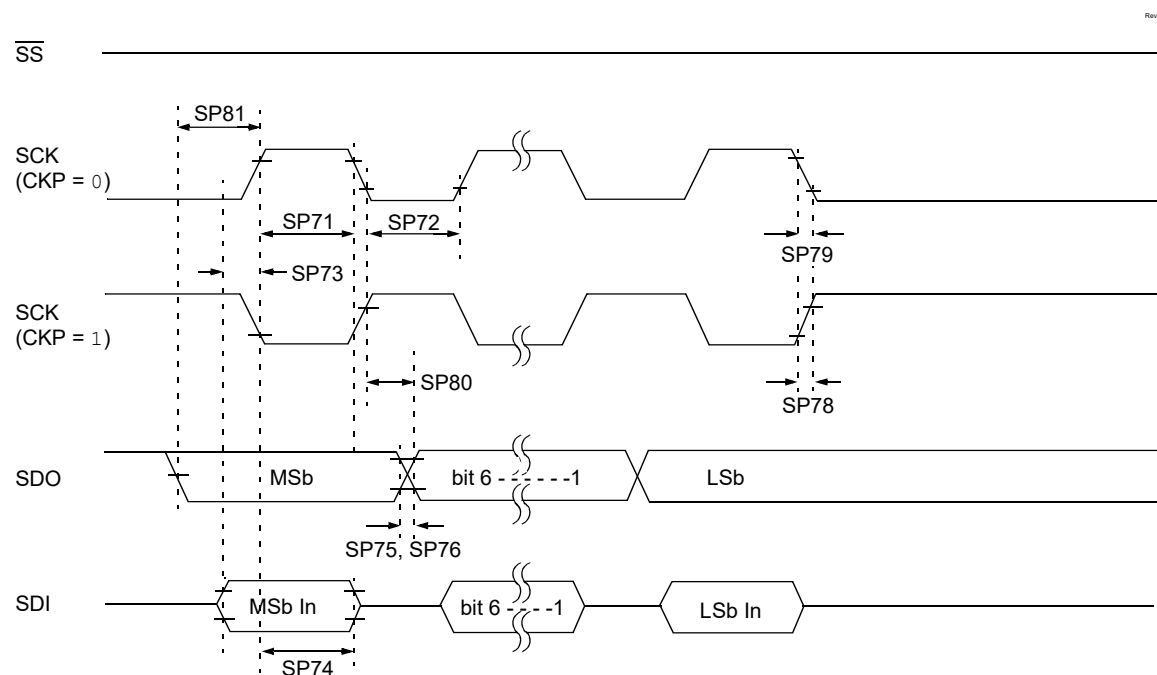 Rev
SS
SP81
SCK
(CKP = 0)
SP71
SP72
SP79
SP73
SCK
(CKP = 1)
SP80
SP78
SDO
MSb
bit 6 - - - - - - -1
LSb
SP75, SP76
SDI
MSb In
bit 6 - - - - -1
LSb In
SP74